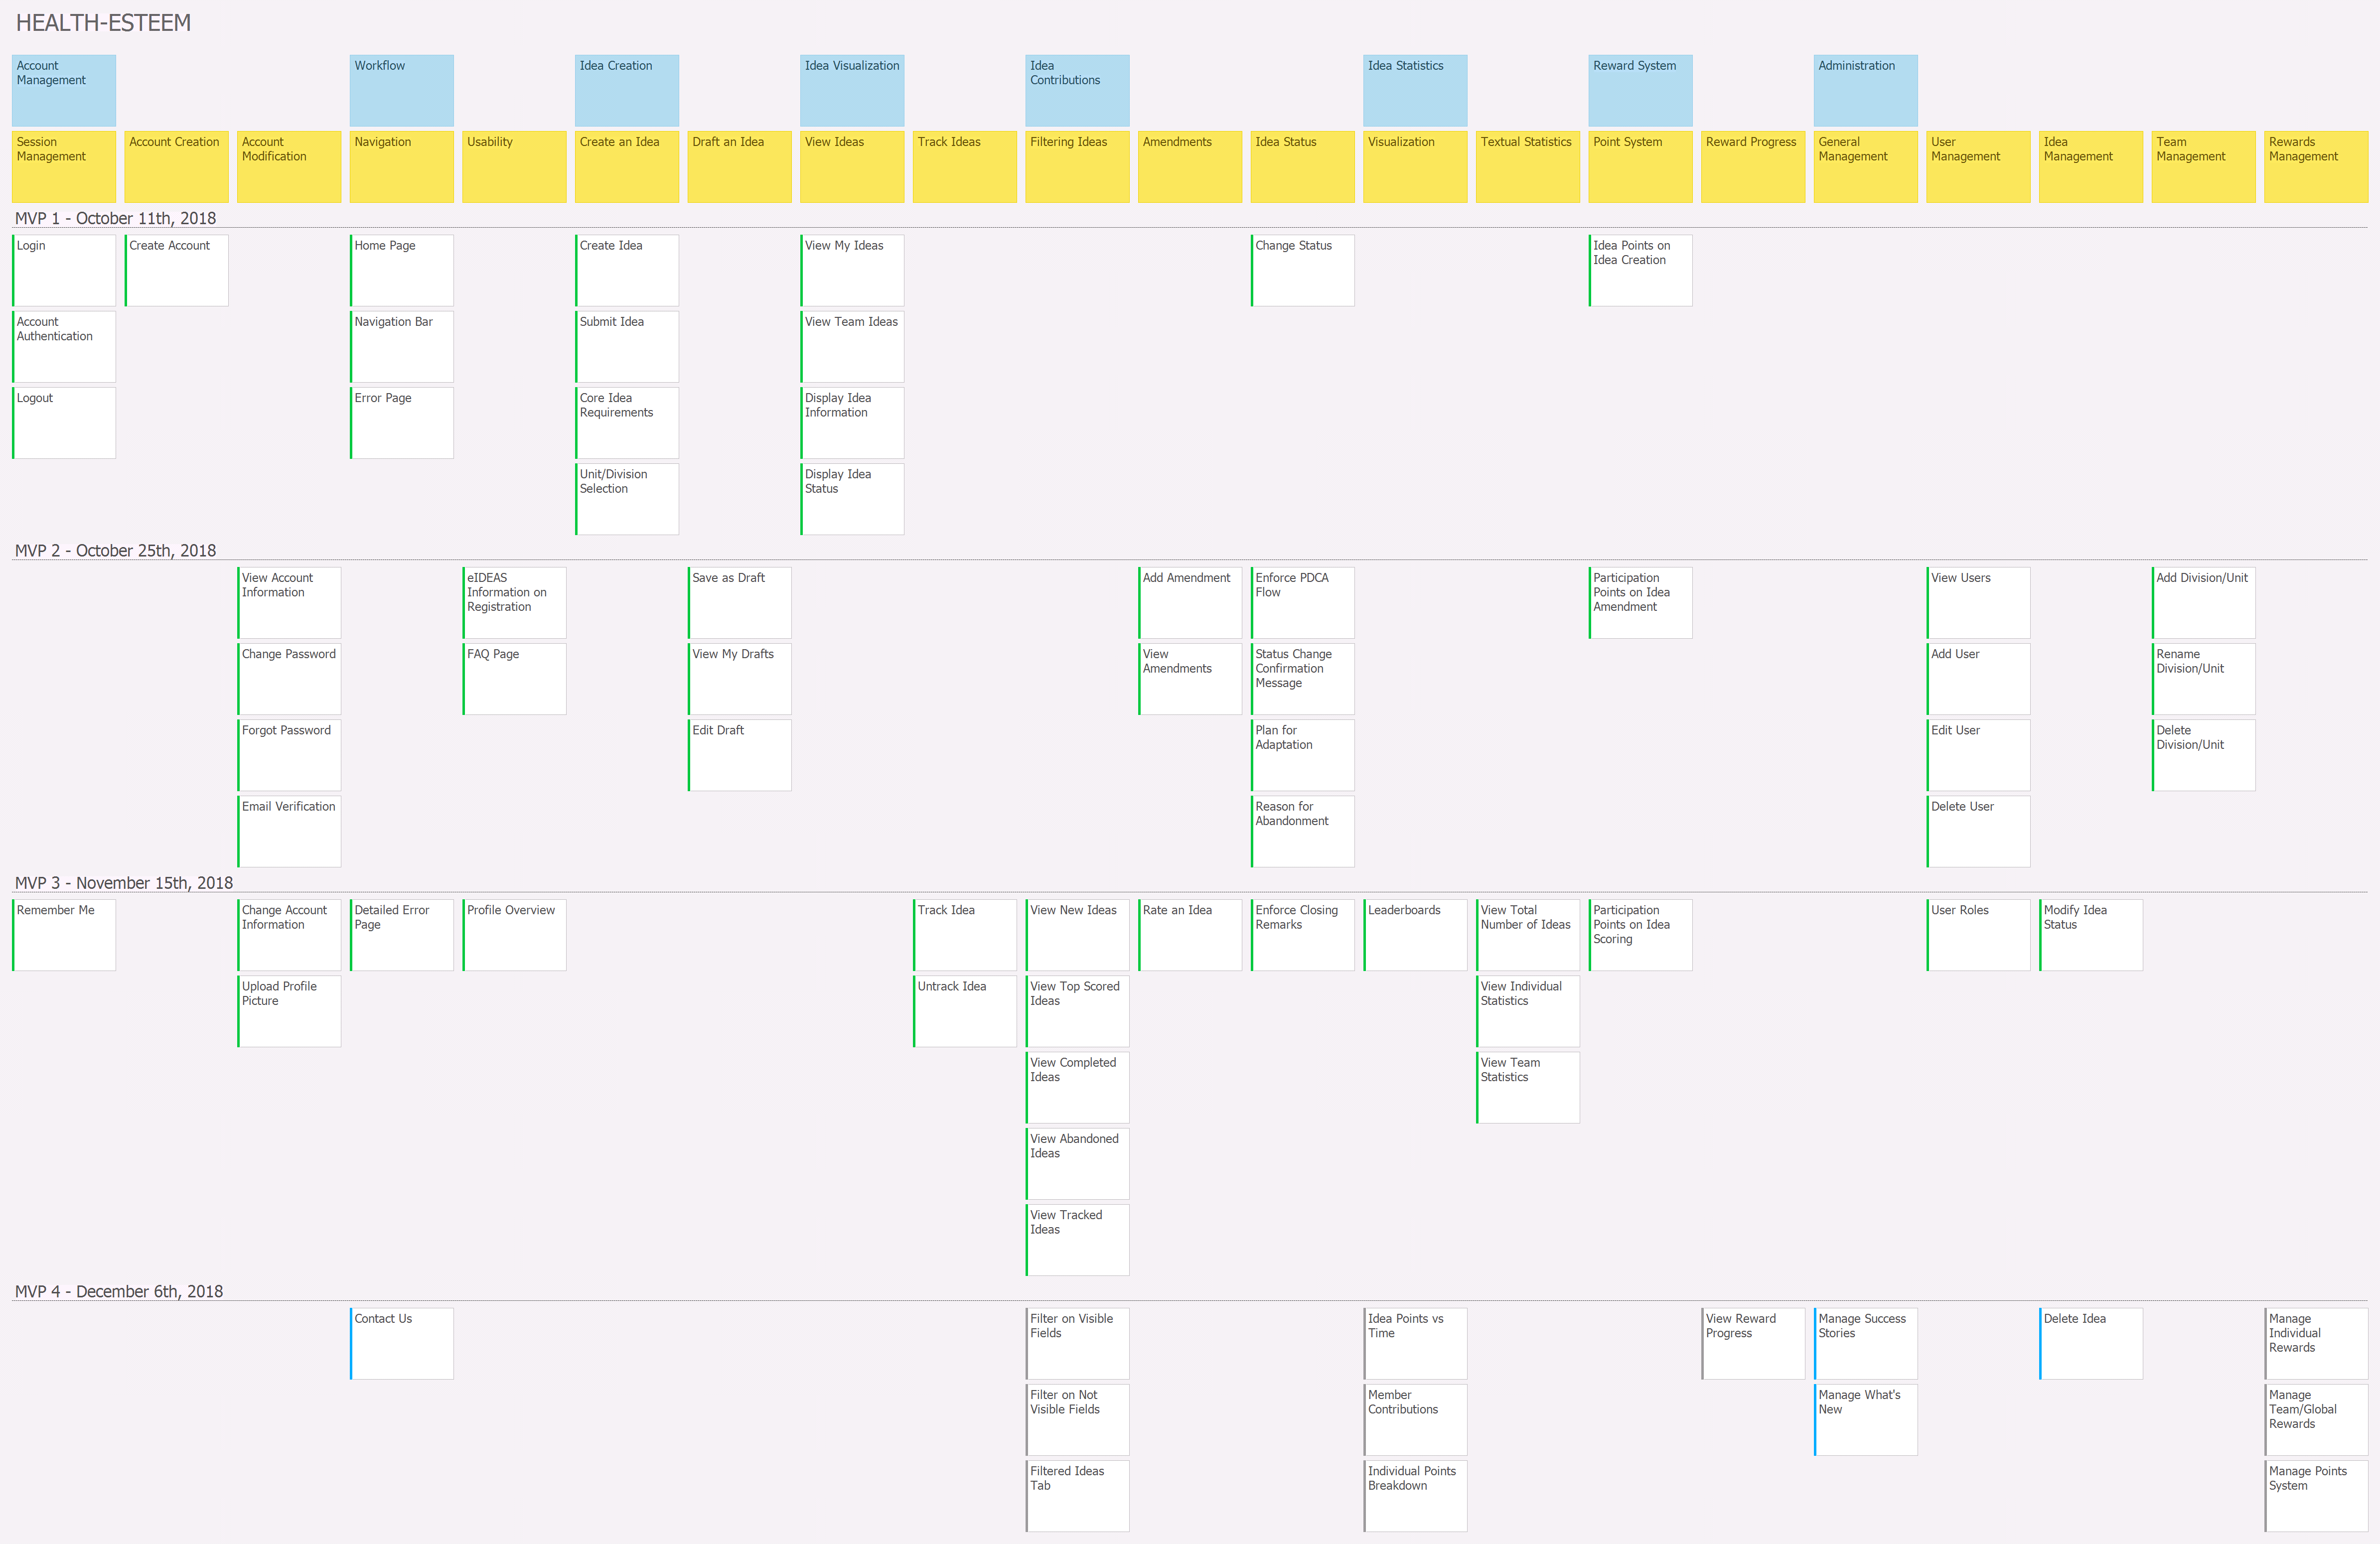 HEALTH-ESTEEM
Account
Management
Workflow
Idea Creation
Idea Visualization
Idea
Contributions
Idea Statistics
Reward System
Administration
Session
Management
Account Creation
Account
Modification
Navigation
Usability
Create an Idea
Draft an Idea
View Ideas
Track Ideas
Filtering Ideas
Amendments
Idea Status
Visualization
Textual Statistics
Point System
Reward Progress
General
Management
User
Management
Idea
Management
Team
Management
Rewards
Management
MVP 1 - October 11th, 2018
Login
Create Account
Home Page
Create Idea
View My Ideas
Change Status
Idea Points on
Idea Creation
Account
Authentication
Navigation Bar
Submit Idea
View Team Ideas
Logout
Error Page
Core Idea
Requirements
Display Idea
Information
Unit/Division
Selection
Display Idea
Status
MVP 2 - October 25th, 2018
View Account
Information
eIDEAS
Information on
Registration
Save as Draft
Add Amendment
Enforce PDCA
Flow
Participation
Points on Idea
Amendment
View Users
Add Division/Unit
Change Password
FAQ Page
View My Drafts
View
Amendments
Status Change
Confirmation
Message
Add User
Rename
Division/Unit
Forgot Password
Edit Draft
Plan for
Adaptation
Edit User
Delete
Division/Unit
Email Verification
Reason for
Abandonment
Delete User
MVP 3 - November 15th, 2018
Remember Me
Change Account
Information
Detailed Error
Page
Profile Overview
Track Idea
View New Ideas
Rate an Idea
Enforce Closing
Remarks
Leaderboards
View Total
Number of Ideas
Participation
Points on Idea
Scoring
User Roles
Modify Idea
Status
Upload Profile
Picture
Untrack Idea
View Top Scored
Ideas
View Individual
Statistics
View Completed
Ideas
View Team
Statistics
View Abandoned
Ideas
View Tracked
Ideas
MVP 4 - December 6th, 2018
Contact Us
Filter on Visible
Fields
Idea Points vs
Time
View Reward
Progress
Manage Success
Stories
Delete Idea
Manage
Individual
Rewards
Filter on Not
Visible Fields
Member
Contributions
Manage What's
New
Manage
Team/Global
Rewards
Filtered Ideas
Tab
Individual Points
Breakdown
Manage Points
System